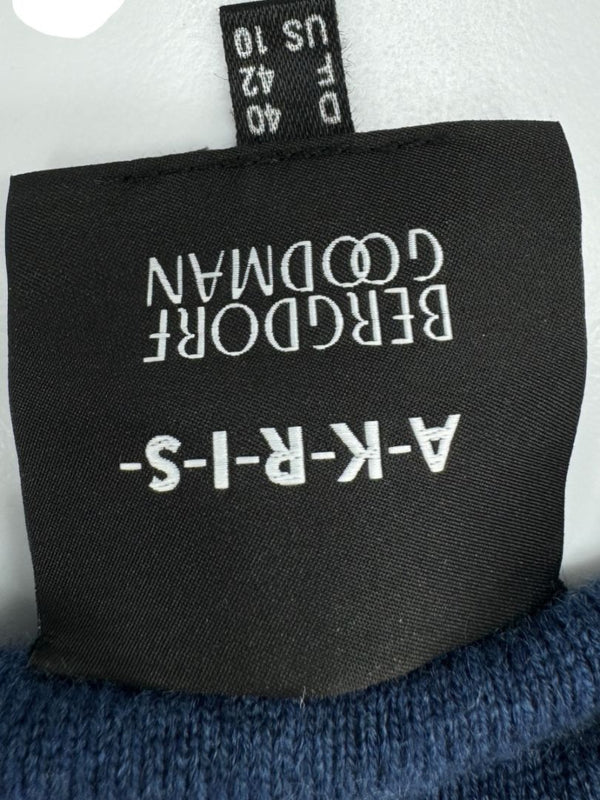 A-K-R-I-S-
BERGDORF
GOODMAN
D 40
F 42
US 10